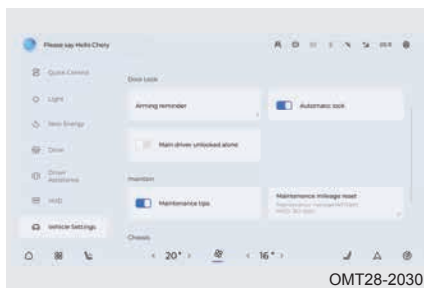 Please say Hello Chery
Quick Control
Door Lock
Light
Arming reminder
Automatic lock
New Energy
Main driver unlocked alone
Drive
Driver
Assistance
Maintain
HUD
Maintenance tips
Maintenance mileage reset
Vehicle Settings
Chassis
20°
16°
OMT28-2030